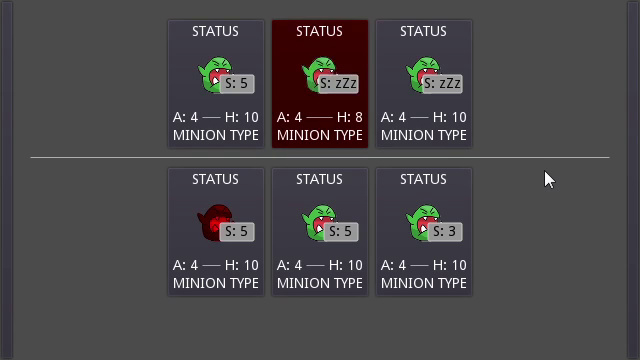 STATUS STATUS STATUS
S: 5 S: zZz S: zZz
A: 4 — H: 10 A: 4 — H: 8 A: 4 — H: 10
MINION TYPE MINION TYPE MINION TYPE
STATUS STATUS STATUS
S: 5 S: 5 S: 3
A: 4 — H: 10 A: 4 — H: 10 A: 4 — H: 10
MINION TYPE MINION TYPE MINION TYPE